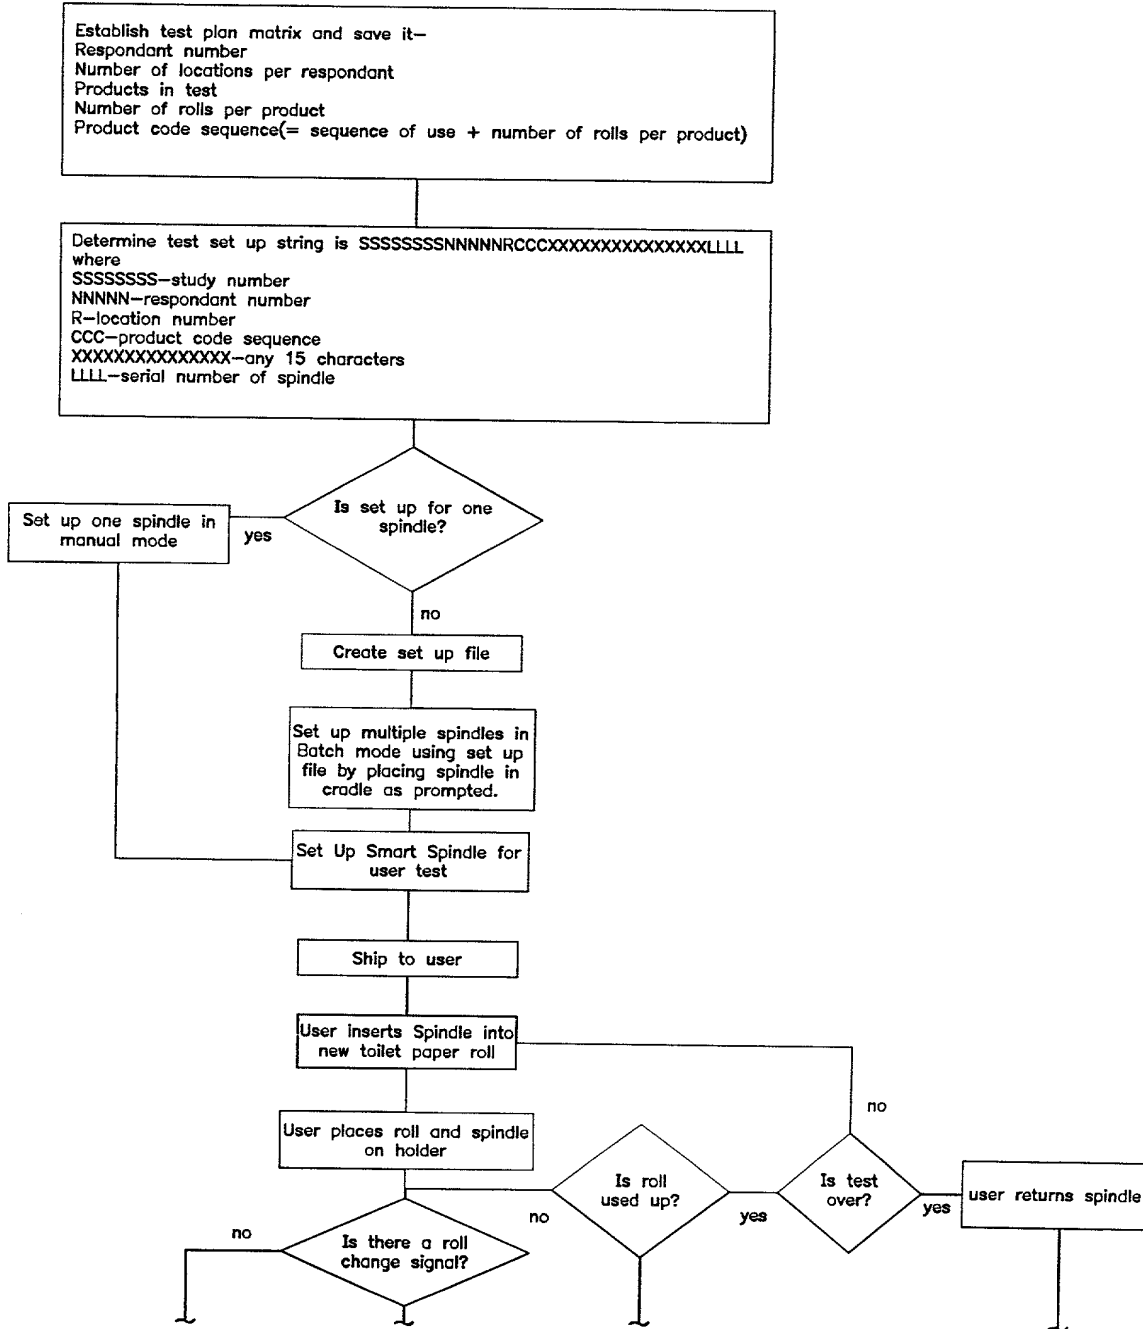 Establish test plan matrix and save it—
Respondant number
Number of locations per respondant
Products in test
Number of rolls per product
Product code sequence(= sequence of use + number of rolls per product)
Determine test set up string is SSSSSSSSNNNNNRCCCXXXXXXXXXXXXXXXLLLL
where
SSSSSSSS—study number
NNNNN—respondant number
R—location number
CCC—product code sequence
XXXXXXXXXXXXXXX—any 15 characters
LLLL—serial number of spindle
Is set up for one
spindle?
Set up one spindle in
manual mode
yes
no
Create set up file
Set up multiple spindles in
Batch mode using set up
file by placing spindle in
cradle as prompted.
Set Up Smart Spindle for
user test
Ship to user
User inserts Spindle into
new toilet paper roll
no
User places roll and spindle
on holder
Is roll
used up?
Is test
over?
user returns spindle
no
yes
yes
no
Is there a roll
change signal?